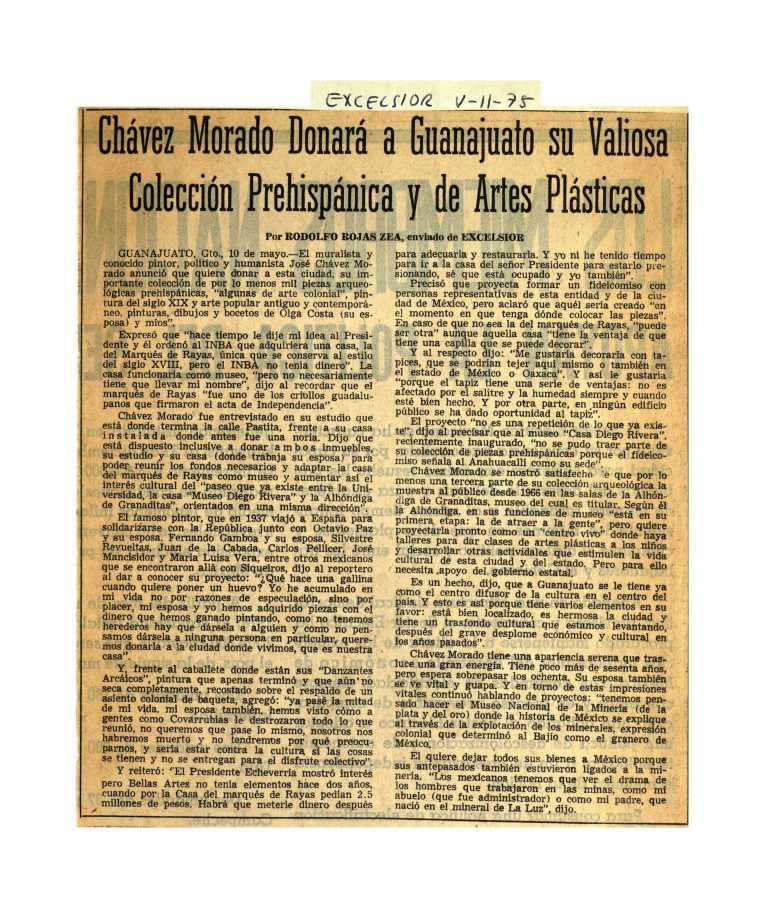 EXCELSIOR V-11-75
Chávez Morado Donará a Guanajuato su Valiosa
Colección Prehispánica y de Artes Plásticas
Por RODOLFO ROJAS ZEA, enviado de EXCELSIOR
GUANAJUATO, Gto., 10 de mayo.—El muralista y
conocido pintor, político y humanista José Chávez Mo-
rado anunció que quiere donar a esta ciudad, su im-
portante colección de por lo menos mil piezas arqueo-
lógicas prehispánicas, "algunas de arte colonial", pin-
tura del siglo XIX y arte popular antiguo y contemporá-
neo, pinturas, dibujos y bocetos de Olga Costa (su es-
posa) y míos".
Expresó que "hace tiempo le dije mi idea al Presi-
dente y él ordenó al INBA que adquiriera una casa, la
del Marqués de Rayas, única que se conserva al estilo
del siglo XVIII, pero el INBA no tenía dinero". La
casa funcionaría como museo, "pero no necesariamente
tiene que llevar mi nombre", dijo al recordar que el
marqués de Rayas "fue uno de los criollos guadalu-
panos que firmaron el acta de Independencia".
Chávez Morado fue entrevistado en su estudio que
está donde termina la calle Pastita, frente a su casa
instalada donde antes fue una noria. Dijo que
está dispuesto inclusive a donar ambos inmuebles,
su estudio y su casa (donde trabaja su esposa) para
poder reunir los fondos necesarios y adaptar la casa
del marqués de Rayas como museo y aumentar así el
interés cultural del "paseo que ya existe entre la Uni-
versidad, la casa "Museo Diego Rivera" y la Alhóndiga
de Granaditas", orientados en una misma dirección".
El famoso pintor, que en 1937 viajó a España para
solidarizarse con la República junto con Octavio Paz
y su esposa, Fernando Gamboa y su esposa, Silvestre
Revueltas, Juan de la Cabada, Carlos Pellicer, José
Mancisidor y María Luisa Vera, entre otros mexicanos
que se encontraron allá con Siqueiros, dijo al reportero
al dar a conocer su proyecto: "¿Qué hace una gallina
cuando quiere poner un huevo? Yo he acumulado en
mi vida no por razones de especulación, sino por
placer, mi esposa y yo hemos adquirido piezas con el
dinero que hemos ganado pintando, como no tenemos
herederos hay que dársela a alguien y como no pen-
samos dársela a ninguna persona en particular, quere-
mos donarla a la ciudad donde vivimos, que es nuestra
casa".
Y, frente al caballete donde están sus "Danzantes
Arcáicos", pintura que apenas terminó y que aún no
seca completamente, recostado sobre el respaldo de un
asiento colonial de baqueta, agregó: "ya pasé la mitad
de mi vida, mi esposa también, hemos visto cómo a
gentes como Covarrubias se destrozaron todo lo que
reunió, no queremos que pase lo mismo, nosotros nos
habremos muerto y no tendremos por qué preocu-
parnos, y sería estar contra la cultura si las cosas
se tienen y no se entregan para el disfrute colectivo".
Y reiteró: "El Presidente Echeverría mostró interés
pero Bellas Artes no tenía elementos hace dos años,
cuando por la Casa del marqués de Rayas pedían 2.5
millones de pesos. Habrá que meterle dinero después
para adecuarla y restaurarla. Y yo ni he tenido tiempo
para ir a la casa del señor Presidente para estarlo pre-
sionando, sé que está ocupado y yo también".
Precisó que proyecta formar un fideicomiso con
personas representativas de esta entidad y de la ciu-
dad de México, pero aclaró que aquél sería creado "en
el momento en que tenga dónde colocar las piezas".
En caso de que no sea la del marqués de Rayas, "puede
ser otra" aunque aquella casa "tiene la ventaja de que
tiene una capilla que se puede decorar".
Y al respecto dijo: "Me gustaría decorarla con ta-
pices, que se podrían tejer aquí mismo o también en
el estado de México o Oaxaca". Y así le gustaría
"porque el tapiz tiene una serie de ventajas: no es
afectado por el salitre y la humedad siempre y cuando
esté bien hecho. Y por otra parte, en ningún edificio
público se ha dado oportunidad al tapiz".
El proyecto "no es una repetición de lo que ya exis-
te", dijo al precisar que al museo "Casa Diego Rivera",
recientemente inaugurado, "no se pudo traer parte de
su colección de piezas prehispánicas porque el fideico-
miso señala al Anahuacalli como su sede".
Chávez Morado se mostró satisfecho e que por lo
menos una tercera parte de su colección arqueológica la
muestra al público desde 1966 en las salas de la Alhón-
diga de Granaditas, museo del cual es titular. Según él
la Alhóndiga, en sus funciones de museo "está en su
primera etapa: la de atraer a la gente", pero quiere
proyectarla pronto como un "centro vivo" donde haya
talleres para dar clases de artes plásticas a los niños
y desarrollar otras actividades que estimulen la vida
cultural de esta ciudad y del estado. Pero para ello
necesita apoyo del gobierno estatal.
Es un hecho, dijo, que a Guanajuato se le tiene ya
como el centro difusor de la cultura en el centro del
país. Y esto es así porque tiene varios elementos en su
favor: está bien localizado, es hermosa la ciudad y
tiene un trasfondo cultural que estamos levantando,
después del grave desplome económico y cultural en
los años pasados".
Chávez Morado tiene una apariencia serena que tras-
luce una gran energía. Tiene poco más de sesenta años,
pero espera sobrepasar los ochenta. Su esposa también
se ve vital y guapa. Y en torno de estas impresiones
vitales continuó hablando de proyectos: "tenemos pen-
sado hacer el Museo Nacional de la Minería (de la
plata y del oro) donde la historia de México se explique
al través de la explotación de los minerales, expresión
colonial que determinó al Bajío como el granero de
México.
El quiere dejar todos sus bienes a México porque
sus antepasados también estuvieron ligados a la mi-
nería. "Los mexicanos tenemos que ver el drama de
los hombres que trabajaron en las minas, como mi
abuelo (que fue administrador) o como mi padre, que
nació en el mineral de La Luz", dijo.